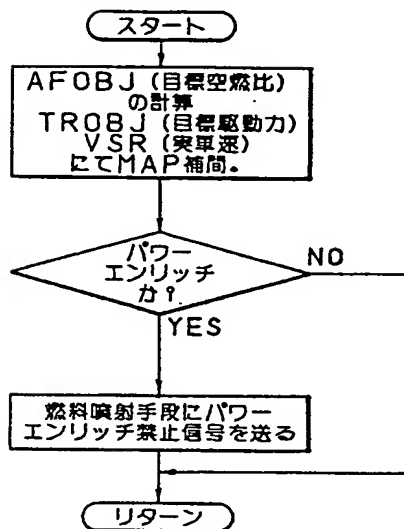 スタート
AFOBJ (目標空燃比)
の計算
TROBJ (目標駆動力)
VSR (実車速)
にてMAP補間。
パワー
エンリッチ
か?
NO
YES
燃料噴射手段にパワー
エンリッチ禁止信号を送る
リターン